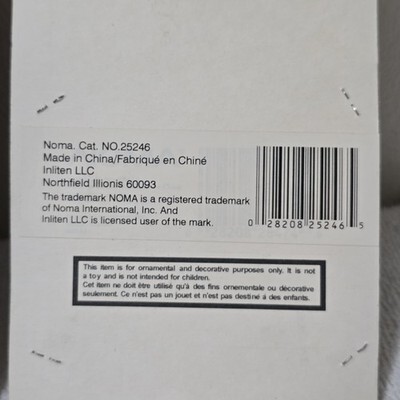 Noma. Cat. NO.25246
Made in China/Fabriqué en Chiné
Inliten LLC
Northfield Illionis 60093
The trademark NOMA is a registered trademark
of Noma International, Inc. And
Inliten LLC is licensed user of the mark.
0 28208 25246 5
This item is for ornamental and decorative purposes only. It is not
a toy and is not intended for children.
Cet item ne doit être utilisé qu'à des fins ornementale ou décorative
seulement. Ce n'est pas un jouet et n'est pas destiné à des enfants.